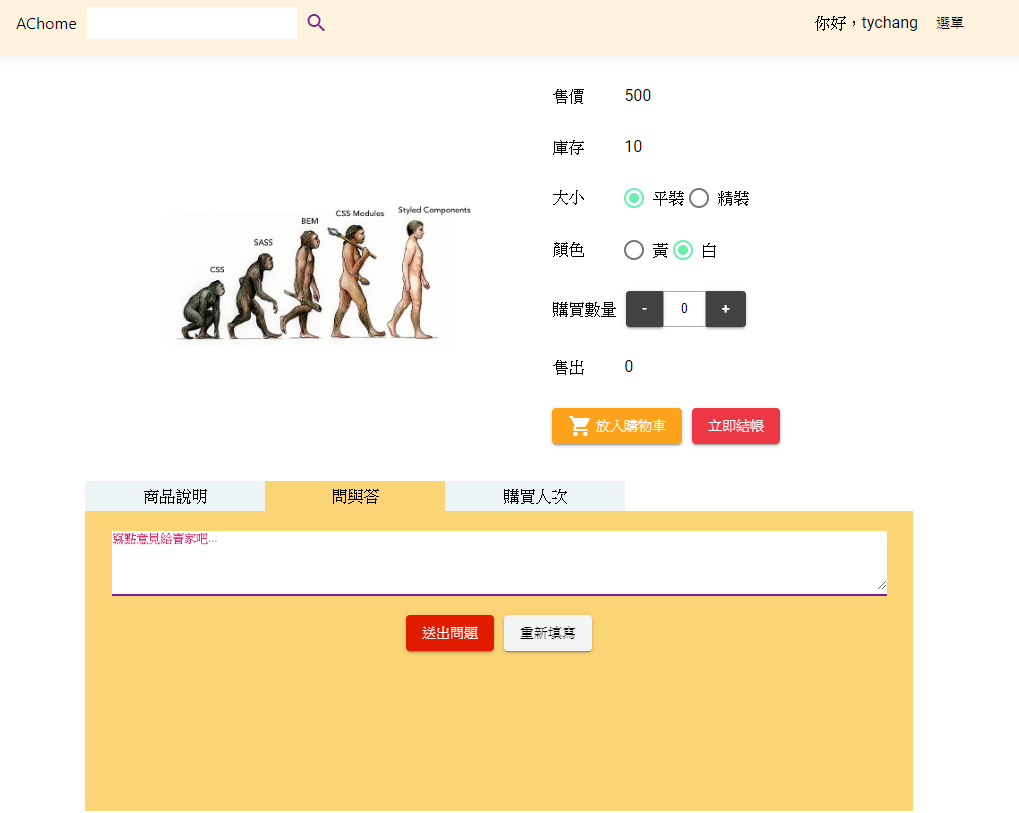 AChome
你好，tychang 選單
售價 500
庫存 10
大小 平裝 精裝
顏色 黃 白
購買數量 - 0 +
售出 0
放入購物車 立即結帳
CSS
SASS
BEM
CSS Modules
Styled Components
商品說明 問與答 購買人次
寫點意見給賣家吧...
送出問題 重新填寫